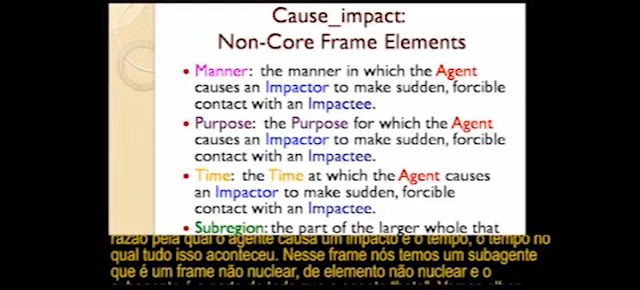 Cause_impact:
Non-Core Frame Elements
• Manner: the manner in which the Agent
causes an Impactor to make sudden, forcible
contact with an Impactee.
• Purpose: the Purpose for which the Agent
causes an Impactor to make sudden, forcible
contact with an Impactee.
• Time: the Time at which the Agent causes
an Impactor to make sudden, forcible
contact with an Impactee.
• Subregion: the part of the larger whole that
razão pela qual o agente causa um impacto e o tempo, o tempo no
qual tudo isso aconteceu. Nesse frame nós temos um subagente
que é um frame não nuclear, de elemento não nuclear e o